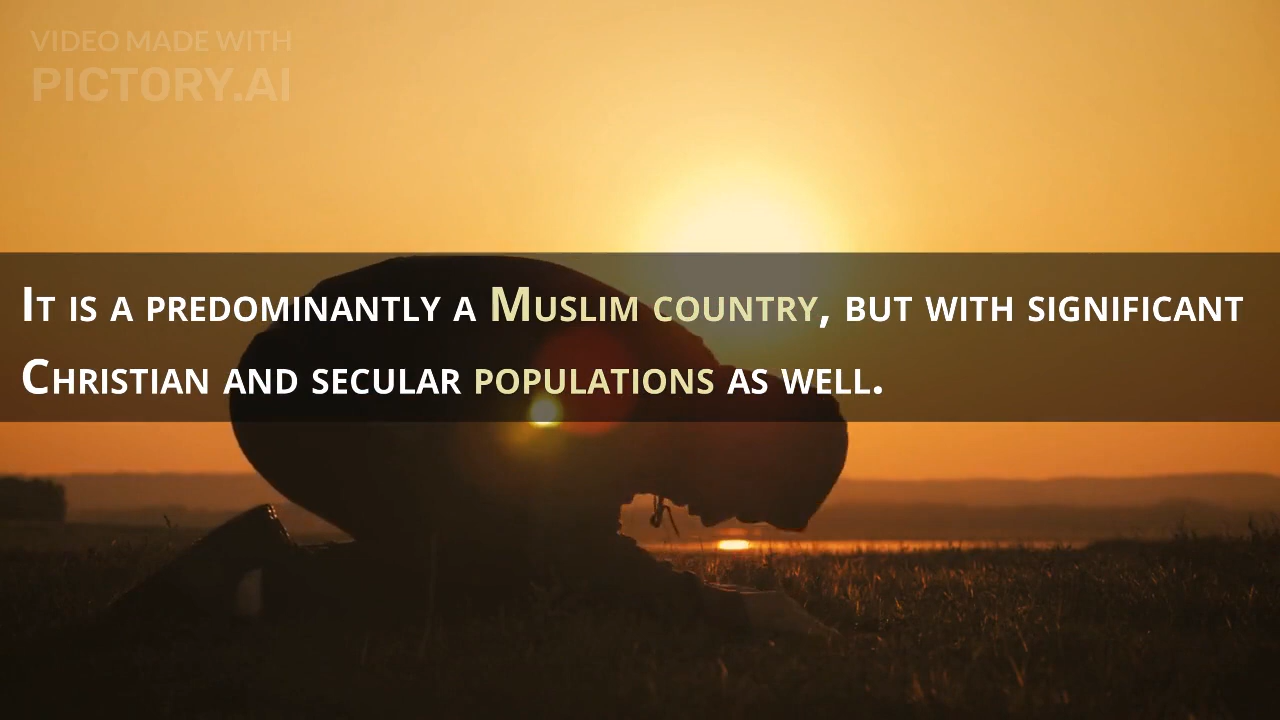 VIDEO MADE WITH
PICTORY.AI
It is a predominantly a Muslim country, but with significant
Christian and secular populations as well.